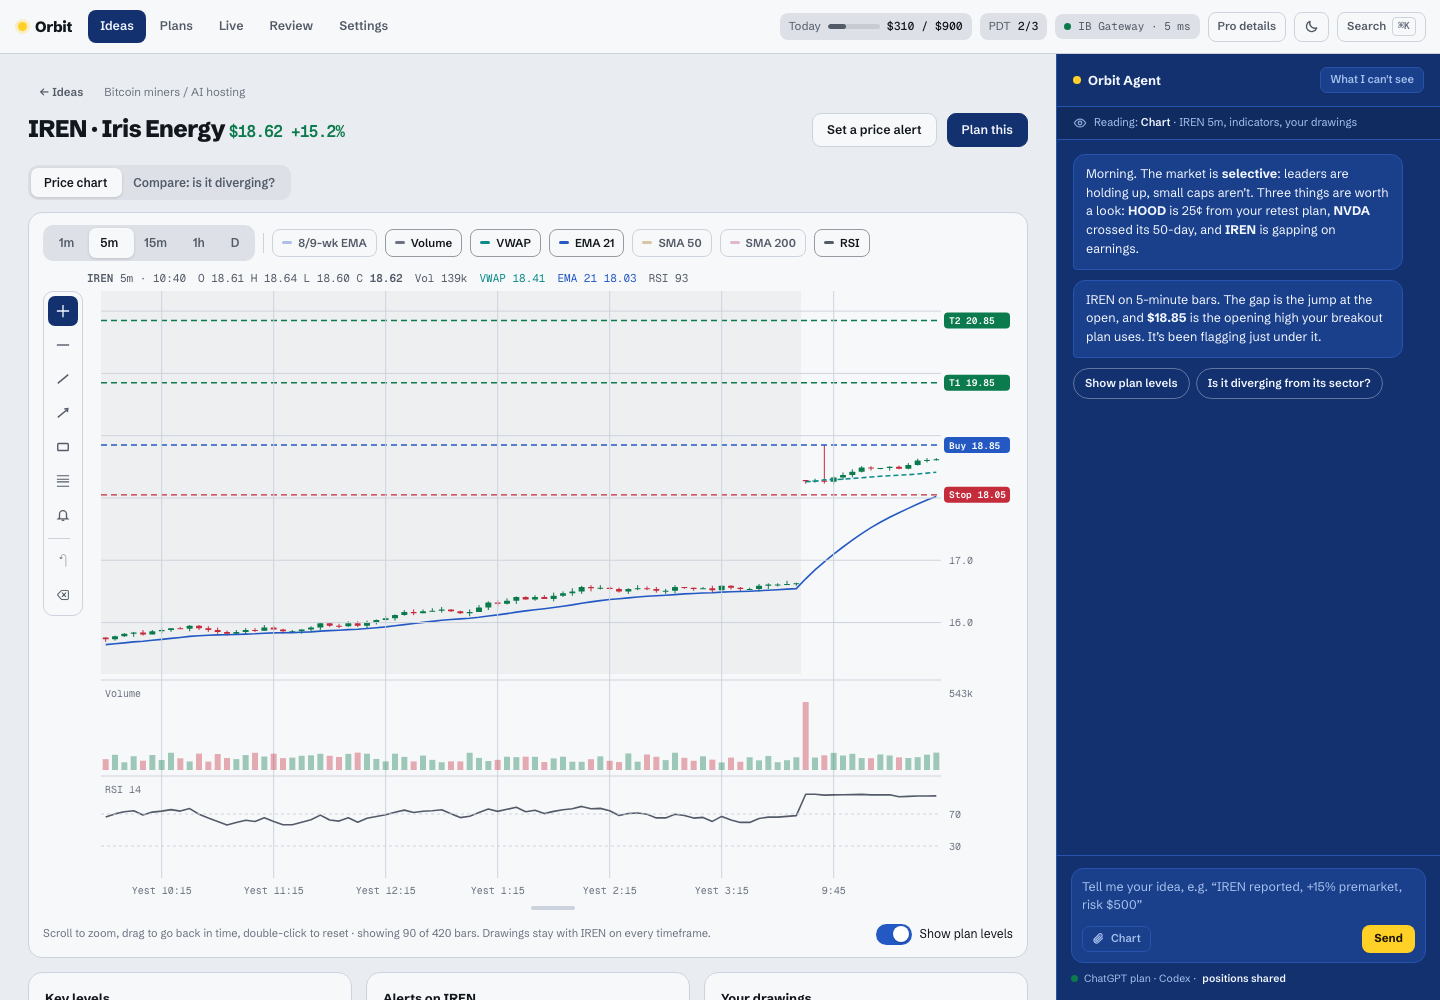 Orbit
Ideas
Plans
Live
Review
Settings
Today $310 / $900
PDT 2/3
IB Gateway · 5 ms
Pro details
Search ⌘K
← Ideas
Bitcoin miners / AI hosting
IREN · Iris Energy $18.62 +15.2%
Set a price alert
Plan this
Price chart
Compare: is it diverging?
1m 5m 15m 1h D
8/9-wk EMA
Volume
VWAP
EMA 21
SMA 50
SMA 200
RSI
IREN 5m · 10:40 O 18.61 H 18.64 L 18.60 C 18.62 Vol 139k VWAP 18.41 EMA 21 18.03 RSI 93
T2 20.85
T1 19.85
Buy 18.85
Stop 18.05
17.0
16.0
Volume
543k
RSI 14
70
30
Yest 10:15
Yest 11:15
Yest 12:15
Yest 1:15
Yest 2:15
Yest 3:15
9:45
Scroll to zoom, drag to go back in time, double-click to reset · showing 90 of 420 bars. Drawings stay with IREN on every timeframe.
Show plan levels
Key levels
Alerts on IREN
Your drawings
Orbit Agent
What I can't see
Reading: Chart · IREN 5m, indicators, your drawings
Morning. The market is selective: leaders are
holding up, small caps aren't. Three things are worth
a look: HOOD is 25¢ from your retest plan, NVDA
crossed its 50-day, and IREN is gapping on
earnings.
IREN on 5-minute bars. The gap is the jump at the
open, and $18.85 is the opening high your breakout
plan uses. It's been flagging just under it.
Show plan levels
Is it diverging from its sector?
Tell me your idea, e.g. “IREN reported, +15% premarket,
risk $500”
Chart
Send
ChatGPT plan · Codex · positions shared